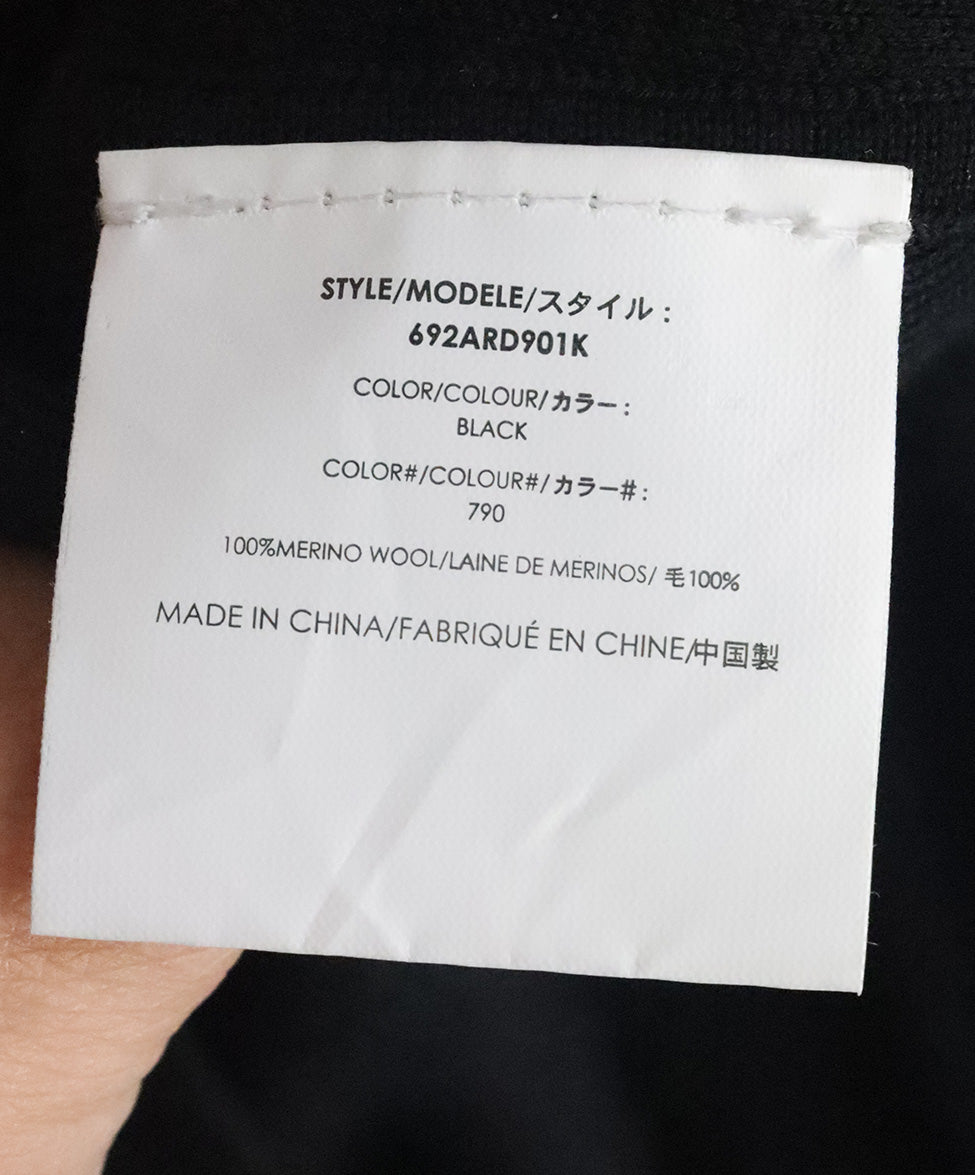 STYLE/MODELE/スタイル :
692ARD901K
COLOR/COLOUR/カラー :
BLACK
COLOR#/COLOUR#/カラー#:
790
100%MERINO WOOL/LAINE DE MERINOS/ 毛100%
MADE IN CHINA/FABRIQUÉ EN CHINE/中国製